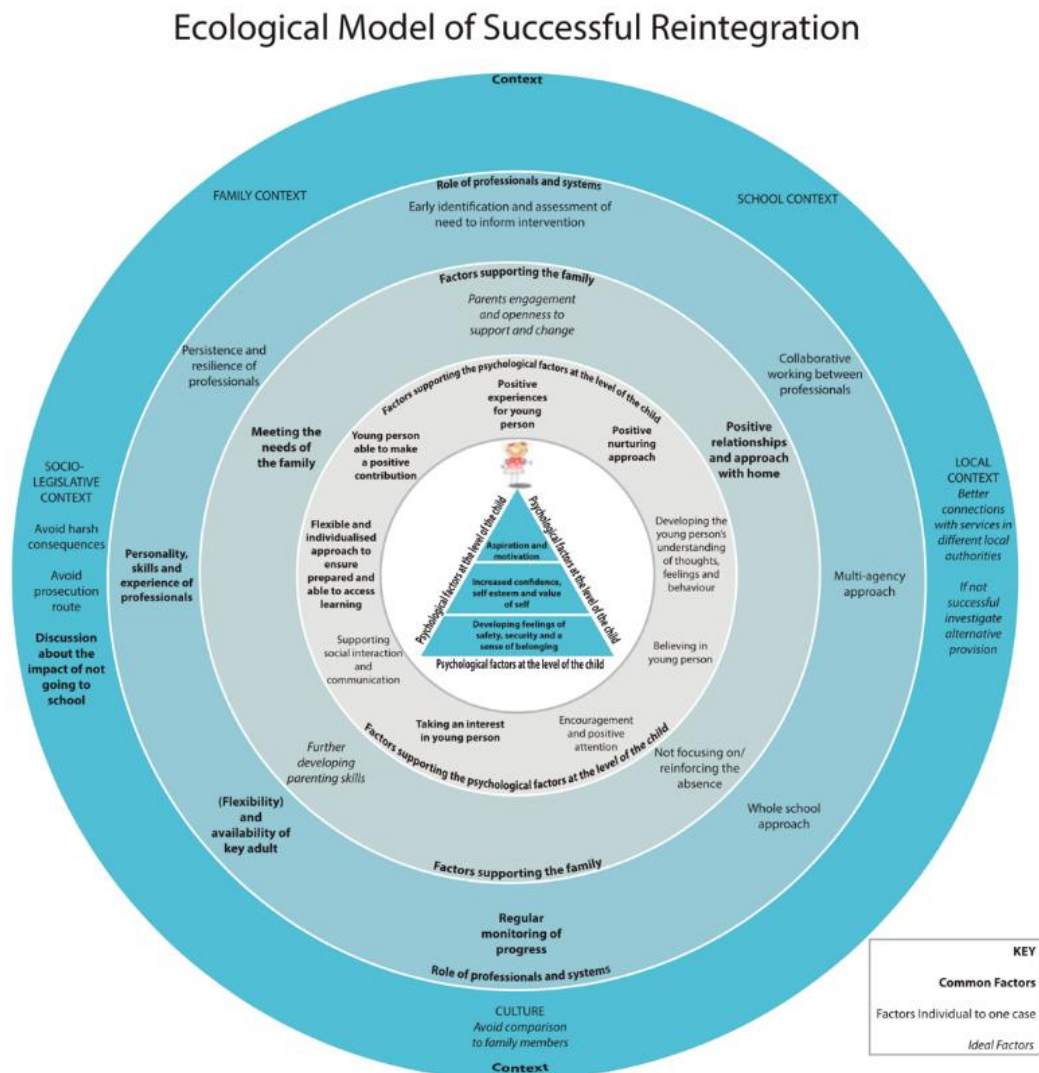 Ecological Model of Successful Reintegration
Context
FAMILY CONTEXT
SCHOOL CONTEXT
Role of professionals and systems
Early identification and assessment of
need to inform intervention
Factors supporting the family
Parents engagement
and openness to
support and change
Persistence and
resilience of
professionals
Collaborative
working between
professionals
Factors supporting the psychological factors at the level of the child
Positive
experiences
for young
person
Young person
able to make
a positive
contribution
Positive
nurturing
approach
Meeting the
needs of
the family
Positive
relationships
and approach
with home
SOCIO-
LEGISLATIVE
CONTEXT
Avoid harsh
consequences
Avoid
prosecution
route
Discussion
about the
impact of not
going to
school
LOCAL
CONTEXT
Better
connections
with services in
different local
authorities
If not
successful
investigate
alternative
provision
Personality,
skills and
experience of
professionals
Multi-agency
approach
Flexible and
individualised
approach to
ensure
prepared and
able to access
learning
Developing the
young person's
understanding
of thoughts,
feelings and
behaviour
Psychological factors at the level of the child
Psychological factors at the level of the child
Aspiration and
motivation
Increased confidence,
self esteem and value
of self
Developing feelings of
safety, security and a
sense of belonging
Psychological factors at the level of the child
Supporting
social interaction
and
communication
Believing in
young person
Taking an interest
in young person
Encouragement
and positive
attention
Factors supporting the psychological factors at the level of the child
Further
developing
parenting skills
Not focusing on/
reinforcing the
absence
(Flexibility)
and
availability of
key adult
Whole school
approach
Factors supporting the family
Regular
monitoring of
progress
Role of professionals and systems
CULTURE
Avoid comparison
to family members
Context
KEY
Common Factors
Factors Individual to one case
Ideal Factors